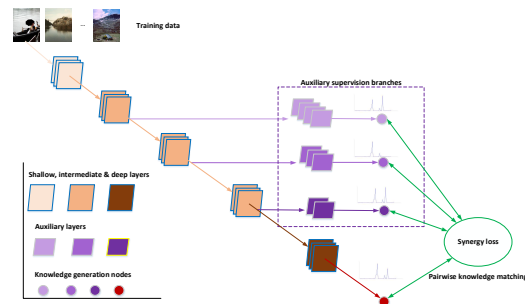 Training data
Auxiliary supervision branches
Shallow, intermediate & deep layers
Auxiliary layers
Knowledge generation nodes
Synergy loss
Pairwise knowledge matching